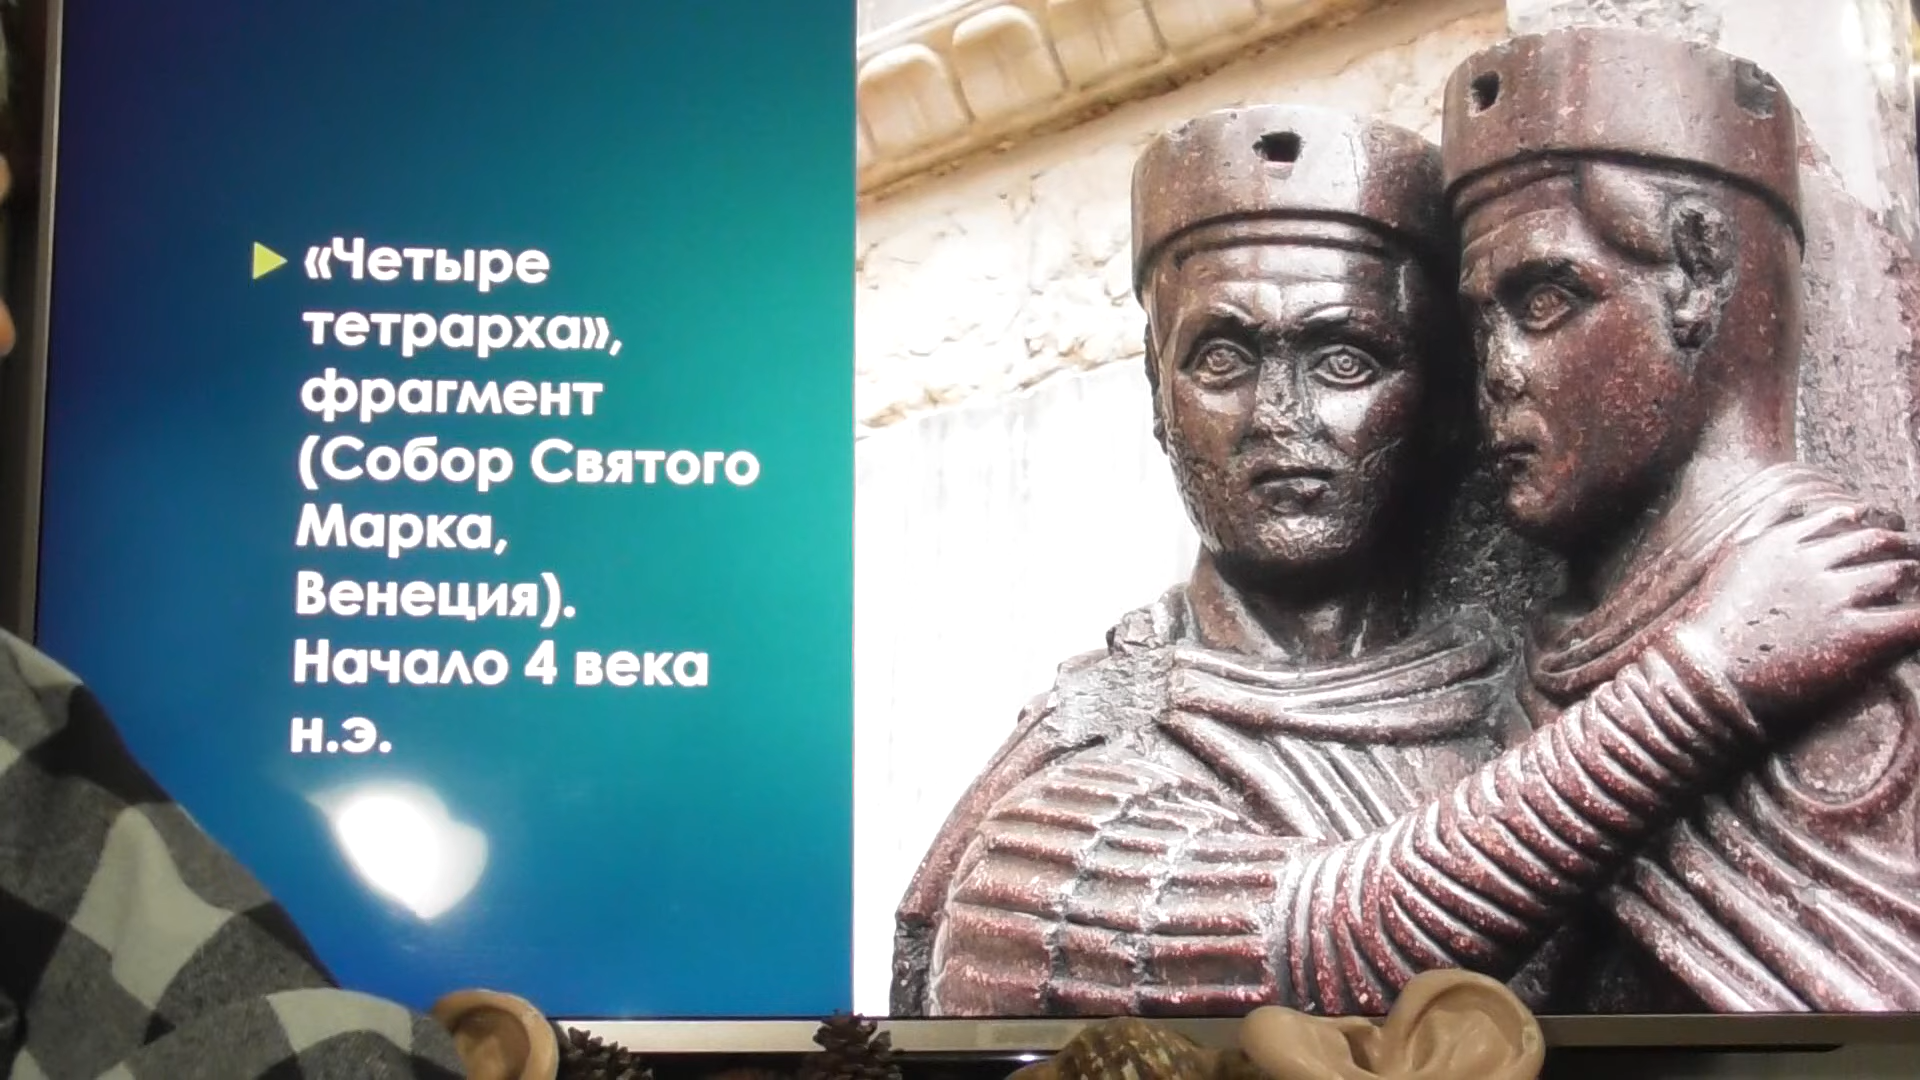 «Четыре
тетрарха»,
фрагмент
(Собор Святого
Марка,
Венеция).
Начало 4 века
н.э.